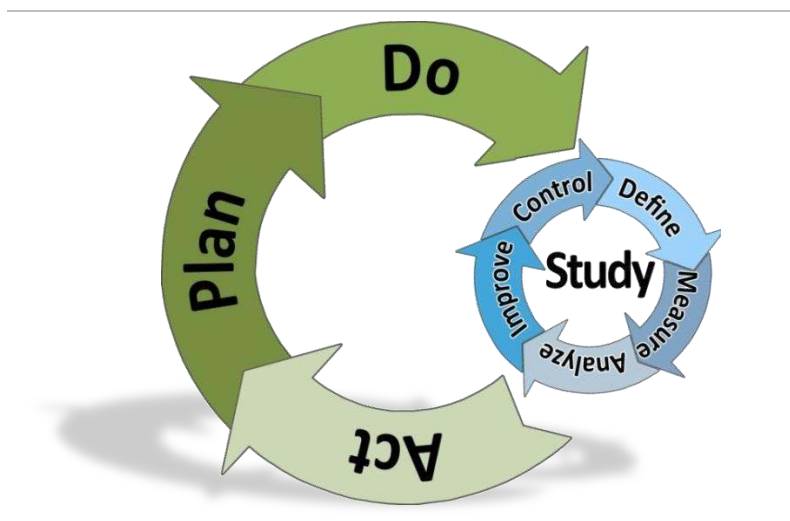 Plan
Do
Study
Define
Measure
Analyze
Improve
Control
Act